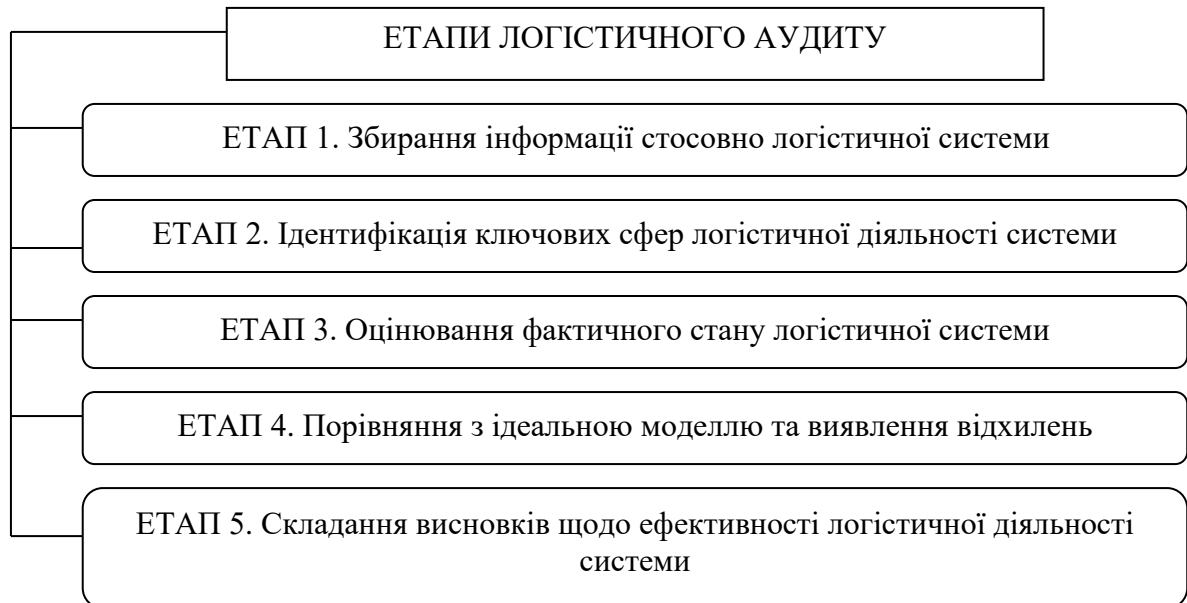 ЕТАПИ ЛОГІСТИЧНОГО АУДИТУ
ЕТАП 1. Збирання інформації стосовно логістичної системи
ЕТАП 2. Ідентифікація ключових сфер логістичної діяльності системи
ЕТАП 3. Оцінювання фактичного стану логістичної системи
ЕТАП 4. Порівняння з ідеальною моделлю та виявлення відхилень
ЕТАП 5. Складання висновків щодо ефективності логістичної діяльності
системи